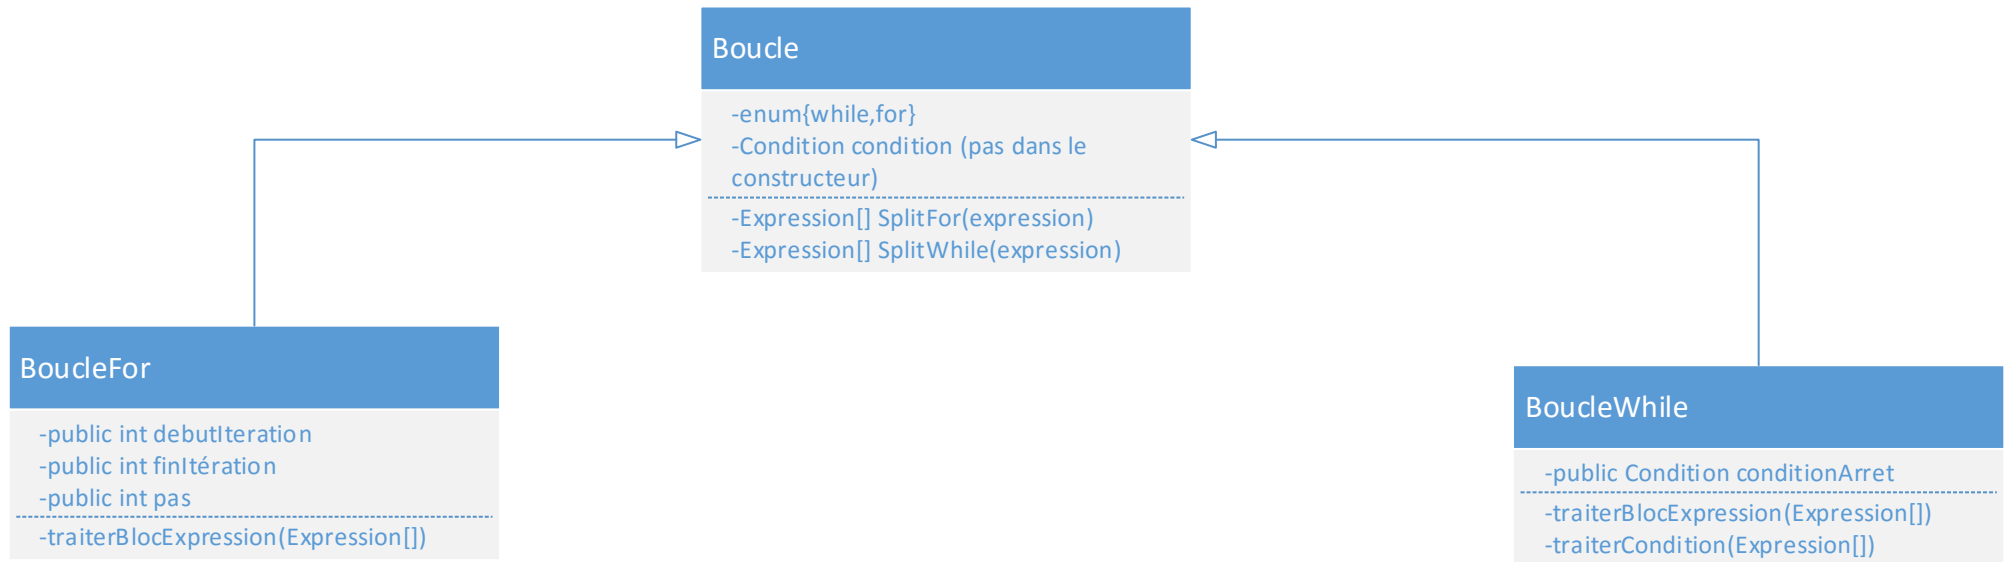 Boucle
-enum{while,for}
-Condition condition (pas dans le
constructeur)
-Expression[] SplitFor(expression)
-Expression[] SplitWhile(expression)
BoucleFor
-public int debutIteration
-public int finItération
-public int pas
-traiterBlocExpression(Expression[])
BoucleWhile
-public Condition conditionArret
-traiterBlocExpression(Expression[])
-traiterCondition(Expression[])